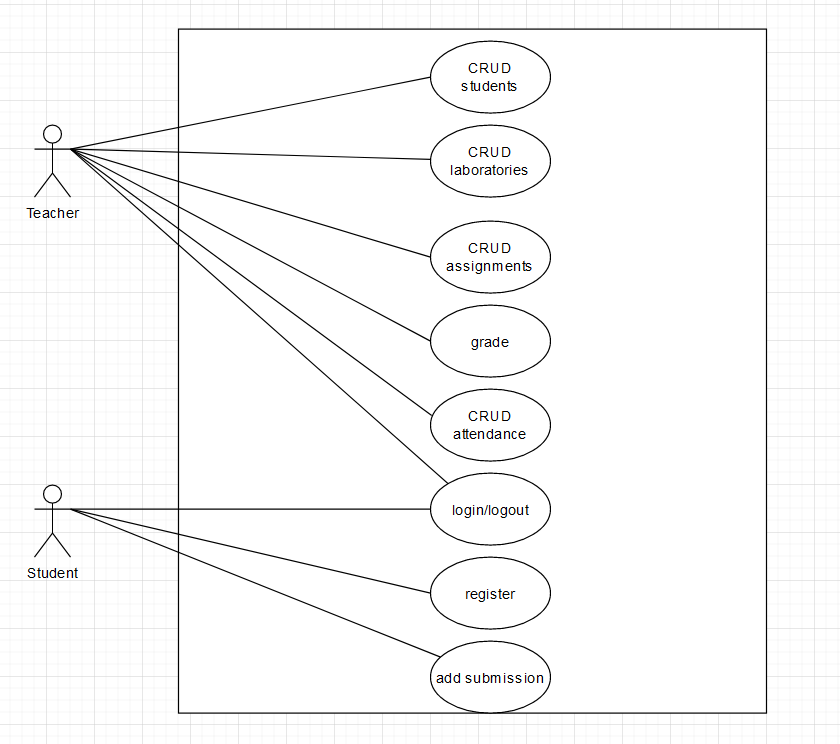 CRUD
students
CRUD
laboratories
Teacher
CRUD
assignments
grade
CRUD
attendance
login/logout
Student
register
add submission